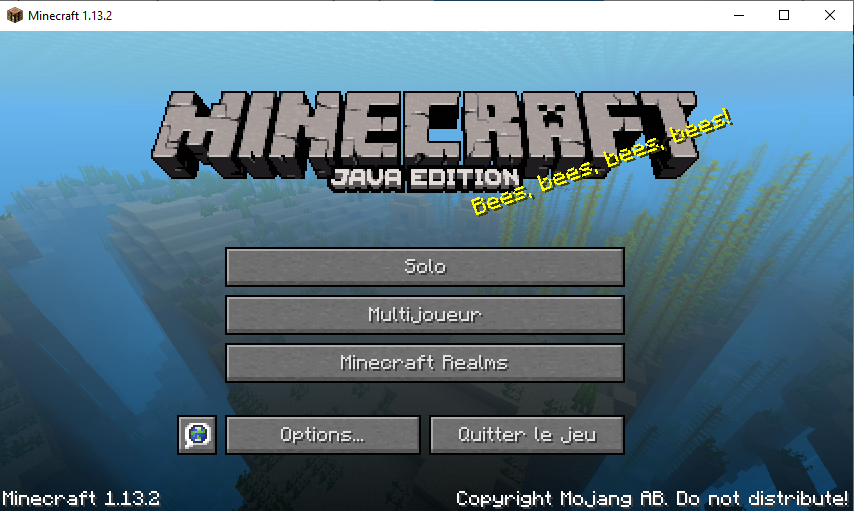 Minecraft 1.13.2
MINECRAFT
JAVA EDITION
Bees, bees, bees, bees!
Solo
Multijoueur
Minecraft Realms
Options...
Quitter le jeu
Minecraft 1.13.2
Copyright Mojang AB. Do not distribute!